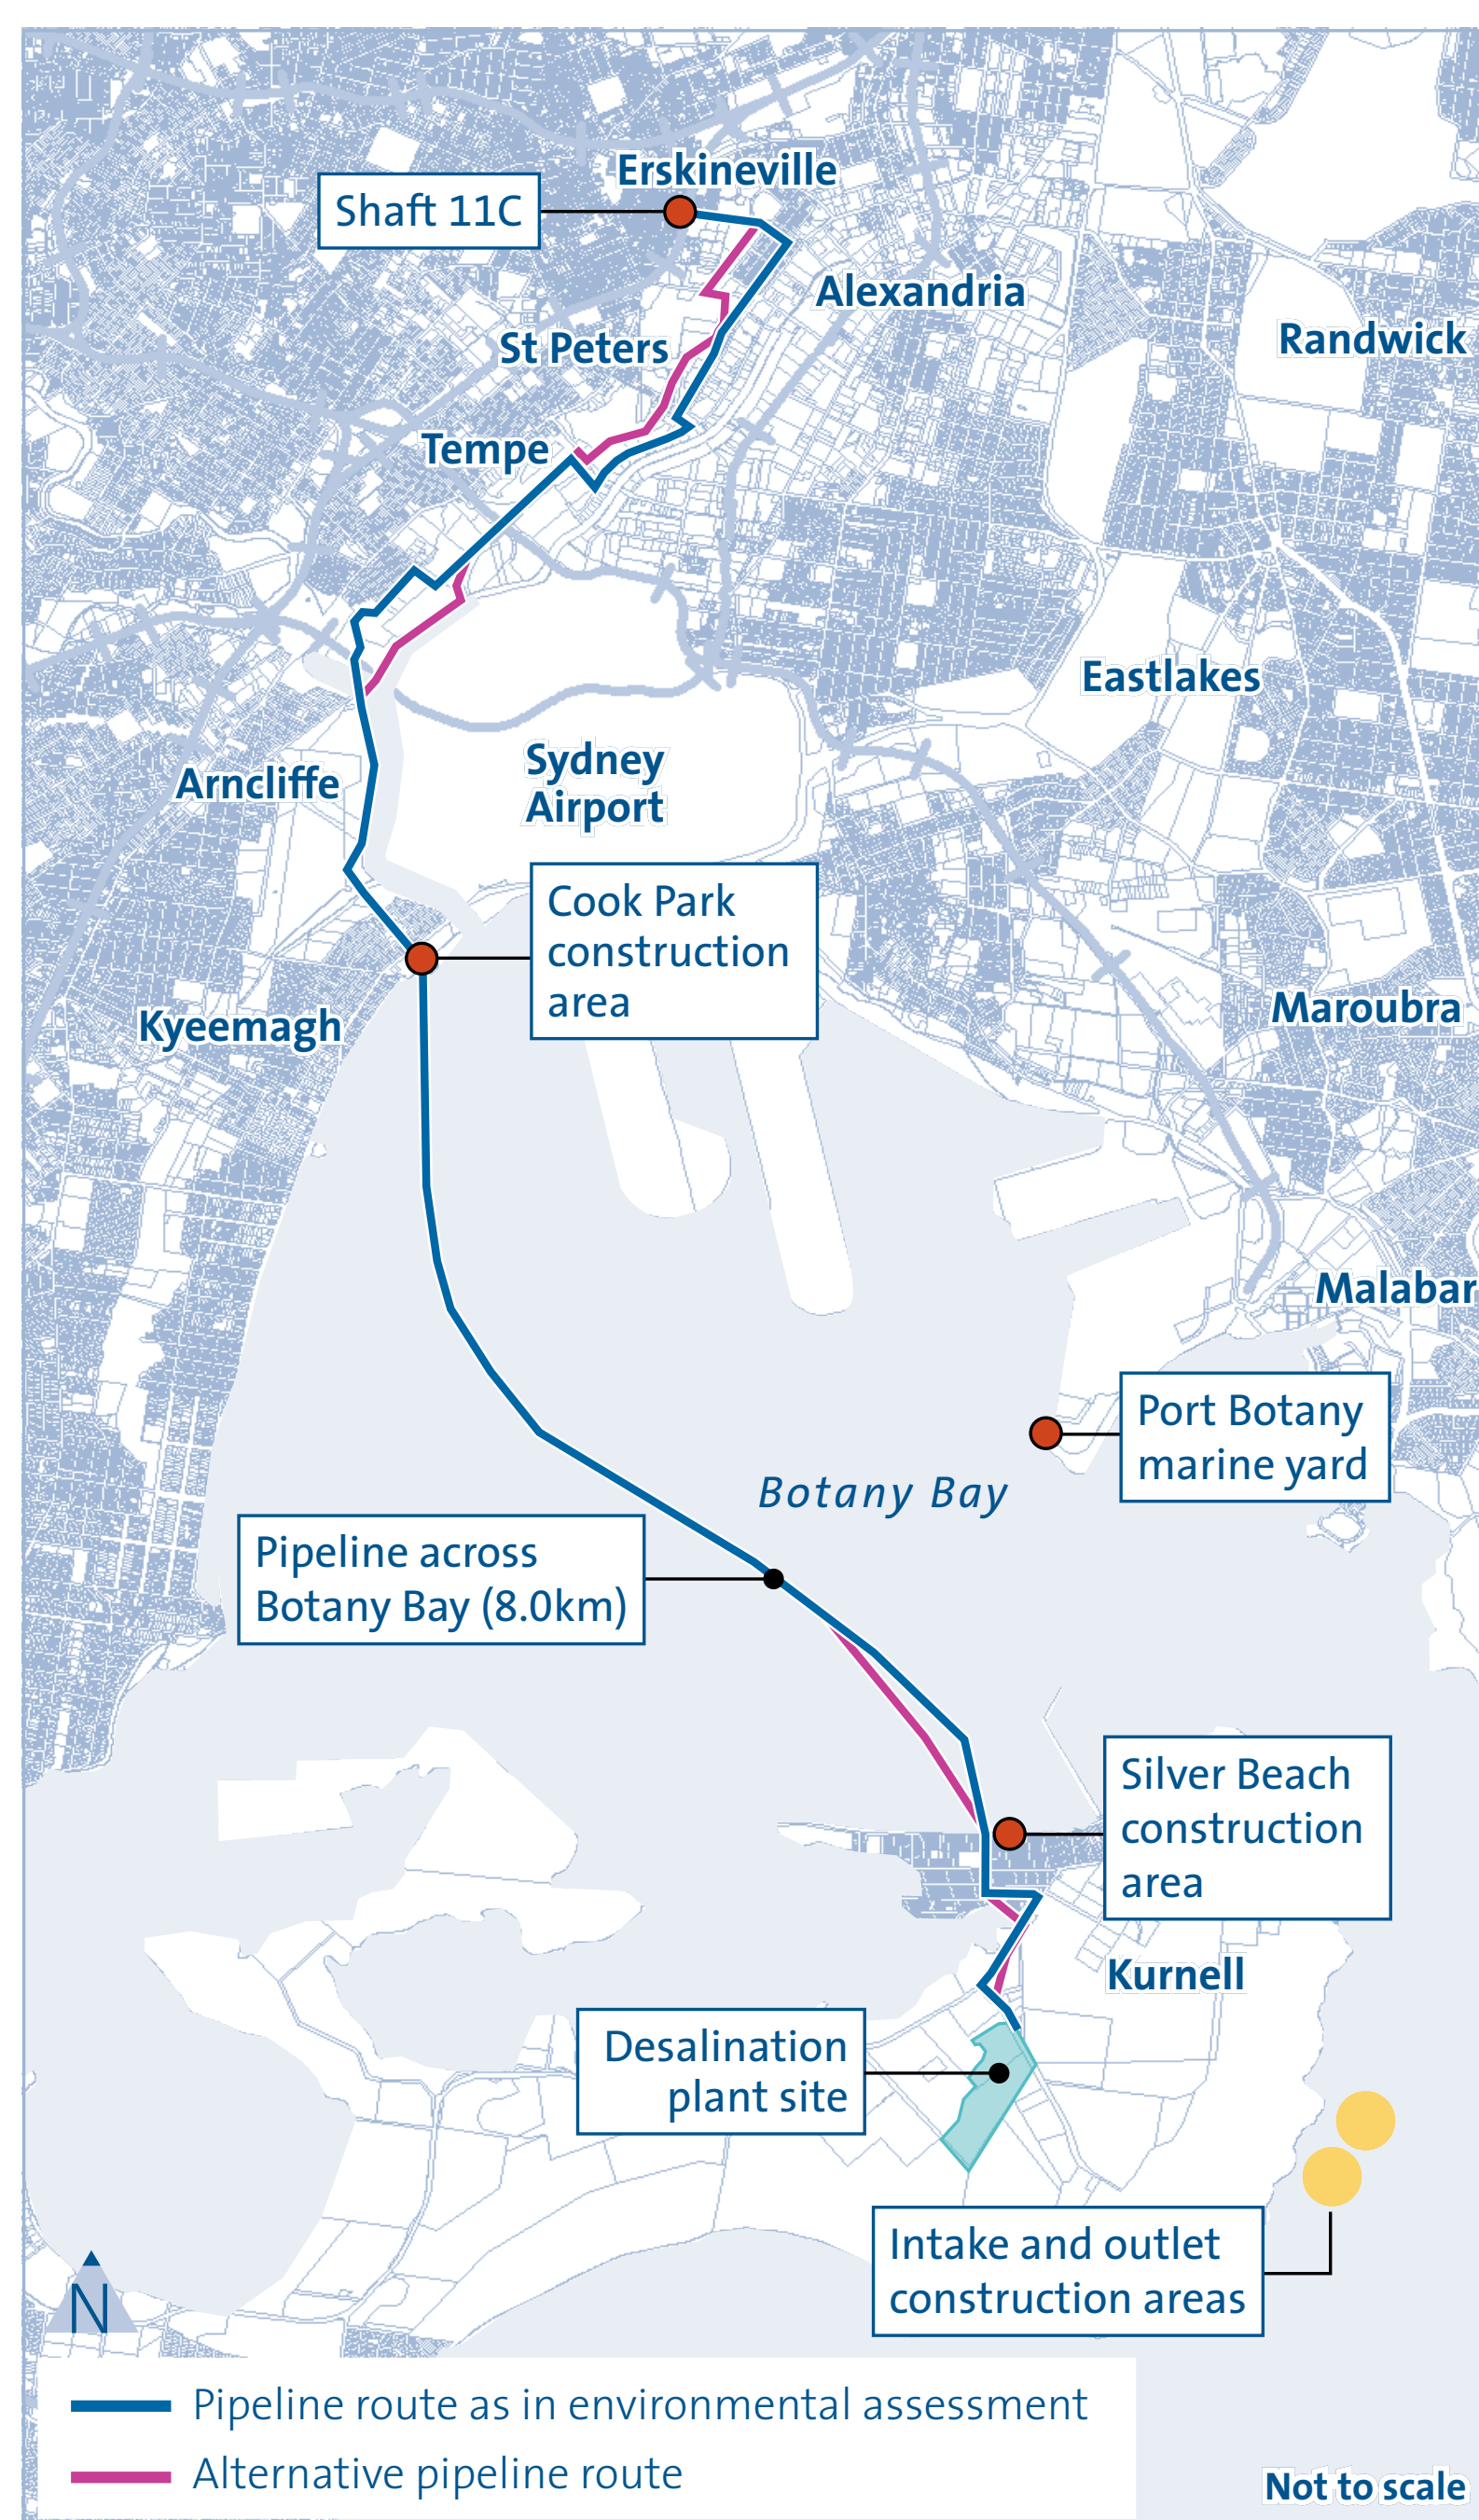 Erskineville
Shaft 11C
Alexandria
Randwick
St Peters
Tempe
Eastlakes
Sydney
Airport
Arncliffe
Cook Park
construction
area
Maroubra
Kyeemagh
Malabar
Port Botany
marine yard
Botany Bay
Pipeline across
Botany Bay (8.0km)
Silver Beach
construction
area
Kurnell
Desalination
plant site
Intake and outlet
construction areas
N
Pipeline route as in environmental assessment
Alternative pipeline route
Not to scale